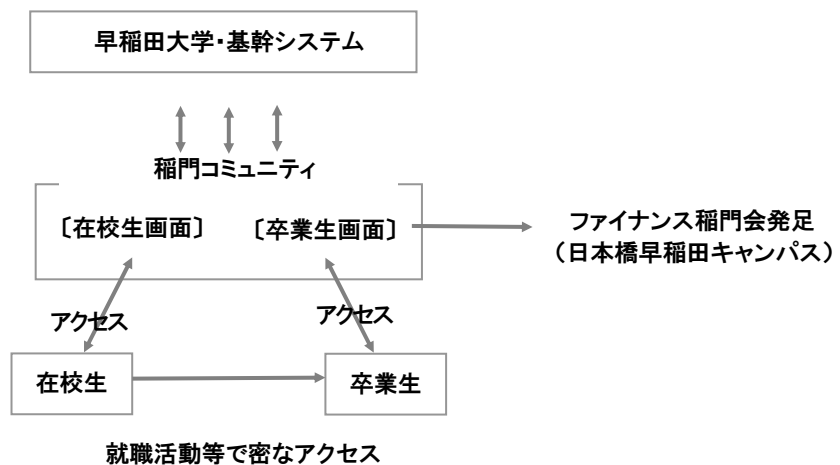 早稲田大学・基幹システム
稲門コミュニティ
〔在校生画面〕 〔卒業生画面〕
ファイナンス稲門会発足
（日本橋早稲田キャンパス）
アクセス アクセス
在校生 卒業生
就職活動等で密なアクセス